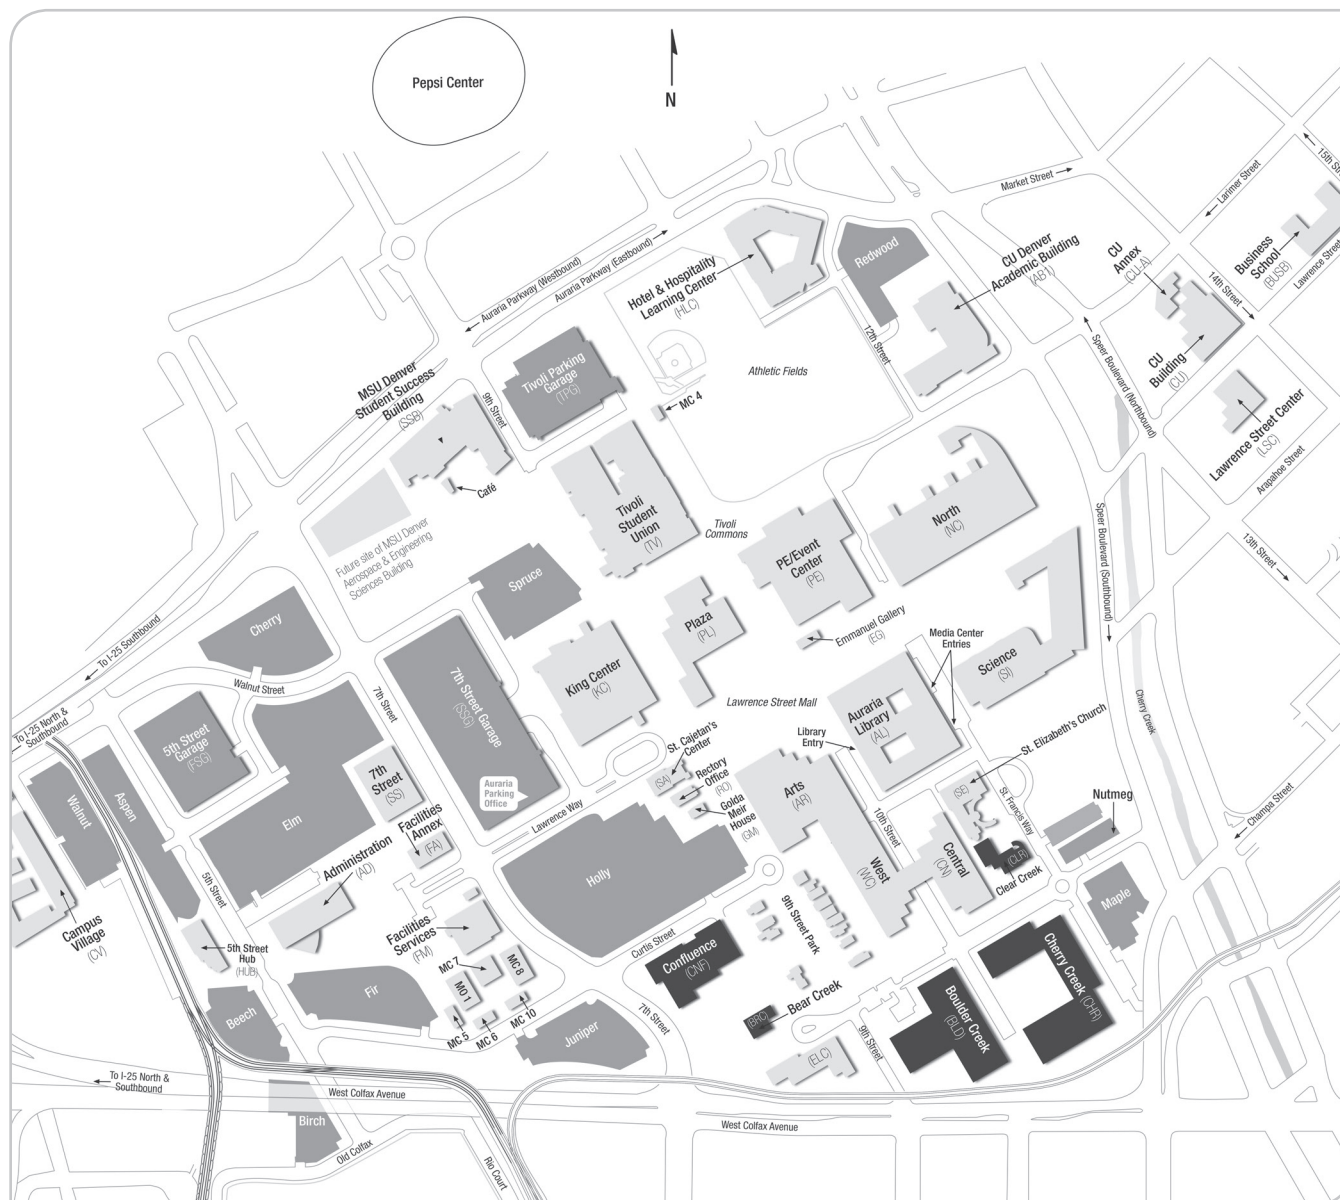 Pepsi Center
N
Market Street
Larimer Street
15th Str
Business
School
(BUSB)
Lawrence Street
14th Street
CU
Annex
(CU-A)
CU Denver
Academic Building
(AB1)
Redwood
Auraria Parkway (Westbound)
Auraria Parkway (Eastbound)
Hotel & Hospitality
Learning Center
(HLC)
12th Street
Speer Boulevard (Northbound)
CU
Building
(CU)
Lawrence Street Center
(LSC)
Arapahoe Street
Athletic Fields
MSU Denver
Student Success
Building
(SSB)
9th Street
Tivoli Parking
Garage
(TPG)
MC 4
Café
Future site of MSU Denver
Aerospace & Engineering
Sciences Building
Tivoli
Student
Union
(TV)
Tivoli
Commons
PE/Event
Center
(PE)
North
(NC)
Speer Boulevard (Southbound)
13th Street
Spruce
Cherry
Plaza
(PL)
Emmanuel Gallery
(EG)
Media Center
Entries
Science
(SI)
To I-25 Southbound
Walnut Street
7th Street
7th Street Garage
(SSG)
King Center
(KC)
Lawrence Street Mall
Auraria
Library
(AL)
Library
Entry
Cherry Creek
To I-25 North &
Southbound
5th Street
Garage
(FSG)
7th
Street
(SS)
Auraria
Parking
Office
St. Cajetan's
Center
(SA)
Rectory
Office
(RO)
Golda
Meir
House
(GM)
Arts
(AR)
St. Elizabeth's Church
(SE)
St. Francis Way
Nutmeg
Champa Street
Walnut
Aspen
Elm
Facilities
Annex
(FA)
Lawrence Way
10th Street
Administration
(AD)
Holly
West
(WC)
Central
(CN)
(CLR)
Clear Creek
Maple
5th Street
Campus
Village
(CV)
5th Street
Hub
(HUB)
Facilities
Services
(FM)
9th Street Park
Curtis Street
Confluence
(CNF)
Cherry Creek
(CHR)
MC 7
MC 8
MO 1
MC 5
MC 6
MC 10
Fir
Beech
Juniper
7th Street
Bear Creek
(BRC)
Boulder Creek
(BLD)
9th Street
(ELC)
To I-25 North &
Southbound
West Colfax Avenue
Birch
Old Colfax
Rio Court
West Colfax Avenue